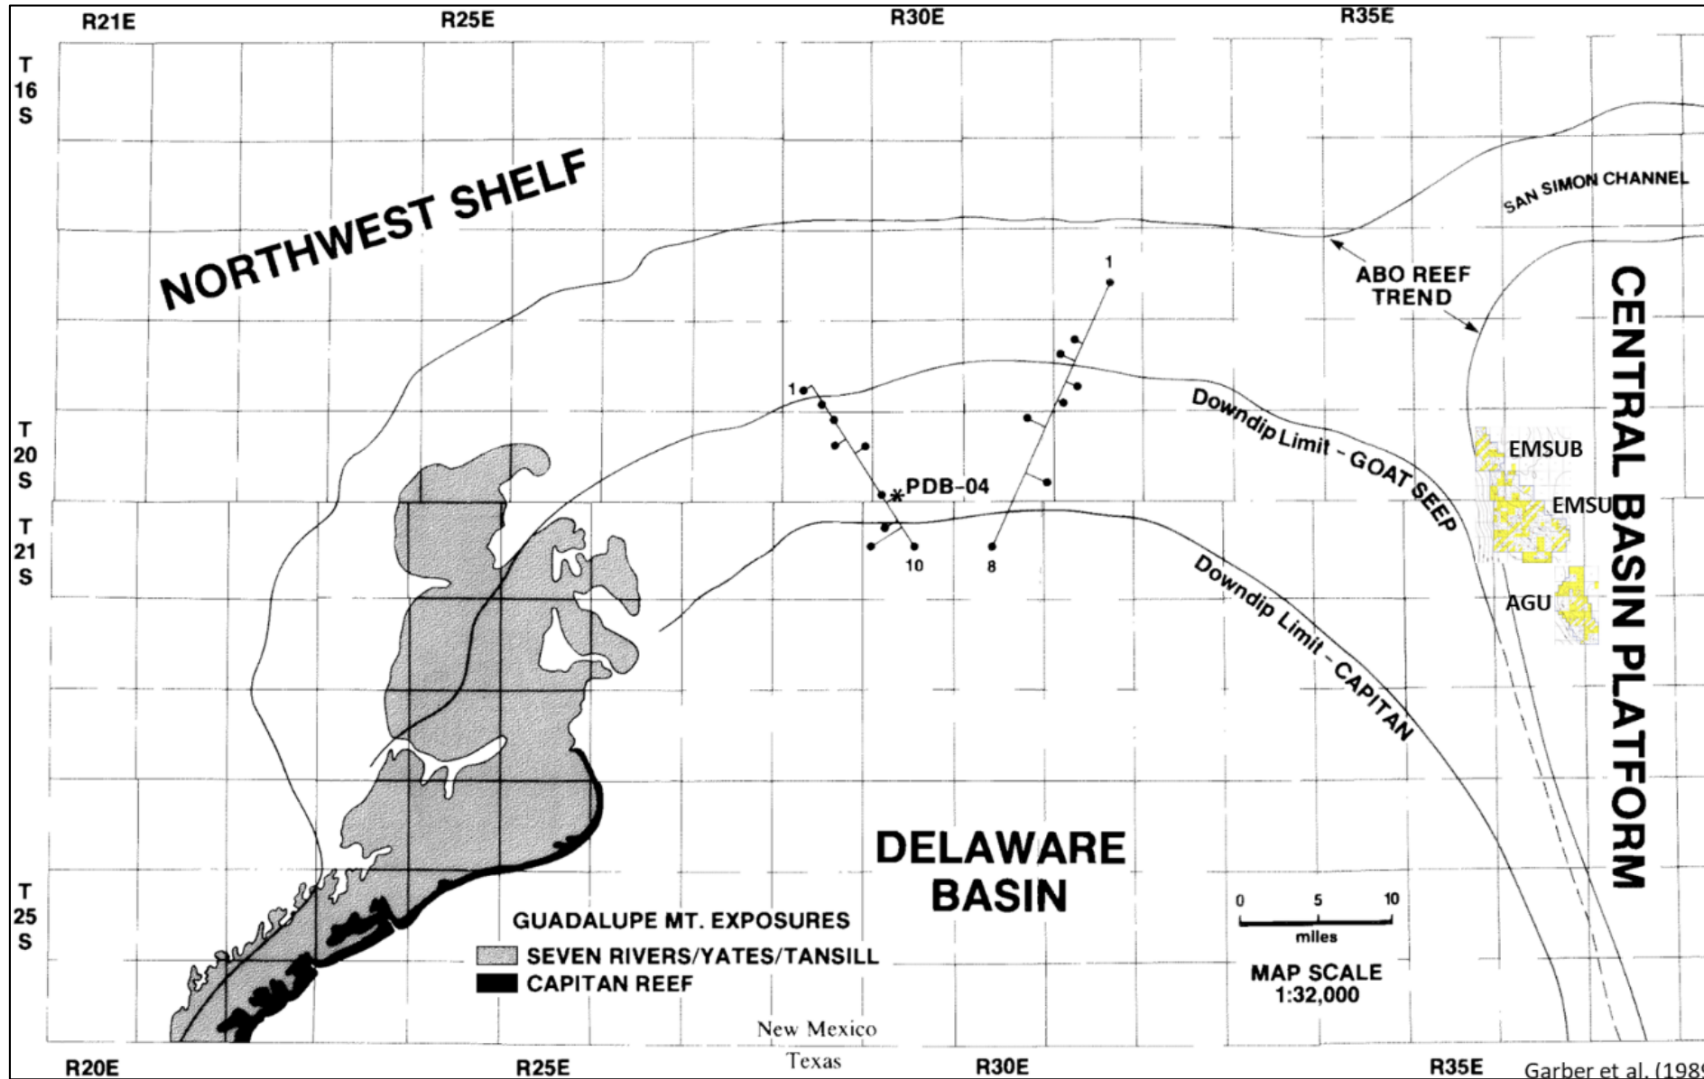 R21E R25E R30E R35E
T
16
S
NORTHWEST SHELF
SAN SIMON CHANNEL
ABO REEF
TREND
CENTRAL BASIN PLATFORM
1
1
Downdip Limit - GOAT SEEP
T
20
S
EMSUB
PDB-04
EMSU
T
21
S
10
8
AGU
Downdip Limit - CAPITAN
DELAWARE
BASIN
T
25
S
GUADALUPE MT. EXPOSURES
SEVEN RIVERS/YATES/TANSILL
CAPITAN REEF
0 5 10
miles
MAP SCALE
1:32,000
New Mexico
Texas
R20E R25E R30E R35E
Garber et al. (198